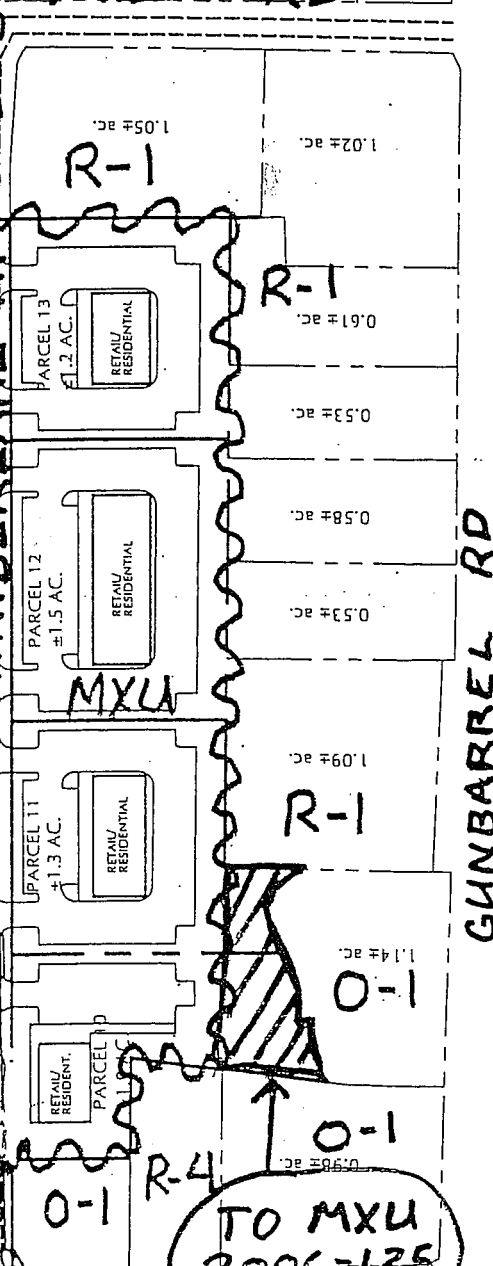 1.05± ac.
1.02± ac.
R-1
R-1
0.61± ac.
PARCEL 13
±1.2 AC.
RETAIL/
RESIDENTIAL
0.53± ac.
0.58± ac.
PARCEL 12
±1.5 AC.
RETAIL/
RESIDENTIAL
0.53± ac.
GUNBARREL RD
MXU
1.09± ac.
R-1
PARCEL 11
±1.3 AC.
RETAIL/
RESIDENTIAL
1.14± ac.
O-1
RETAIL/
RESIDENT.
PARCEL
O-1
0.98± ac.
R-4
O-1
TO MXU
2006-125